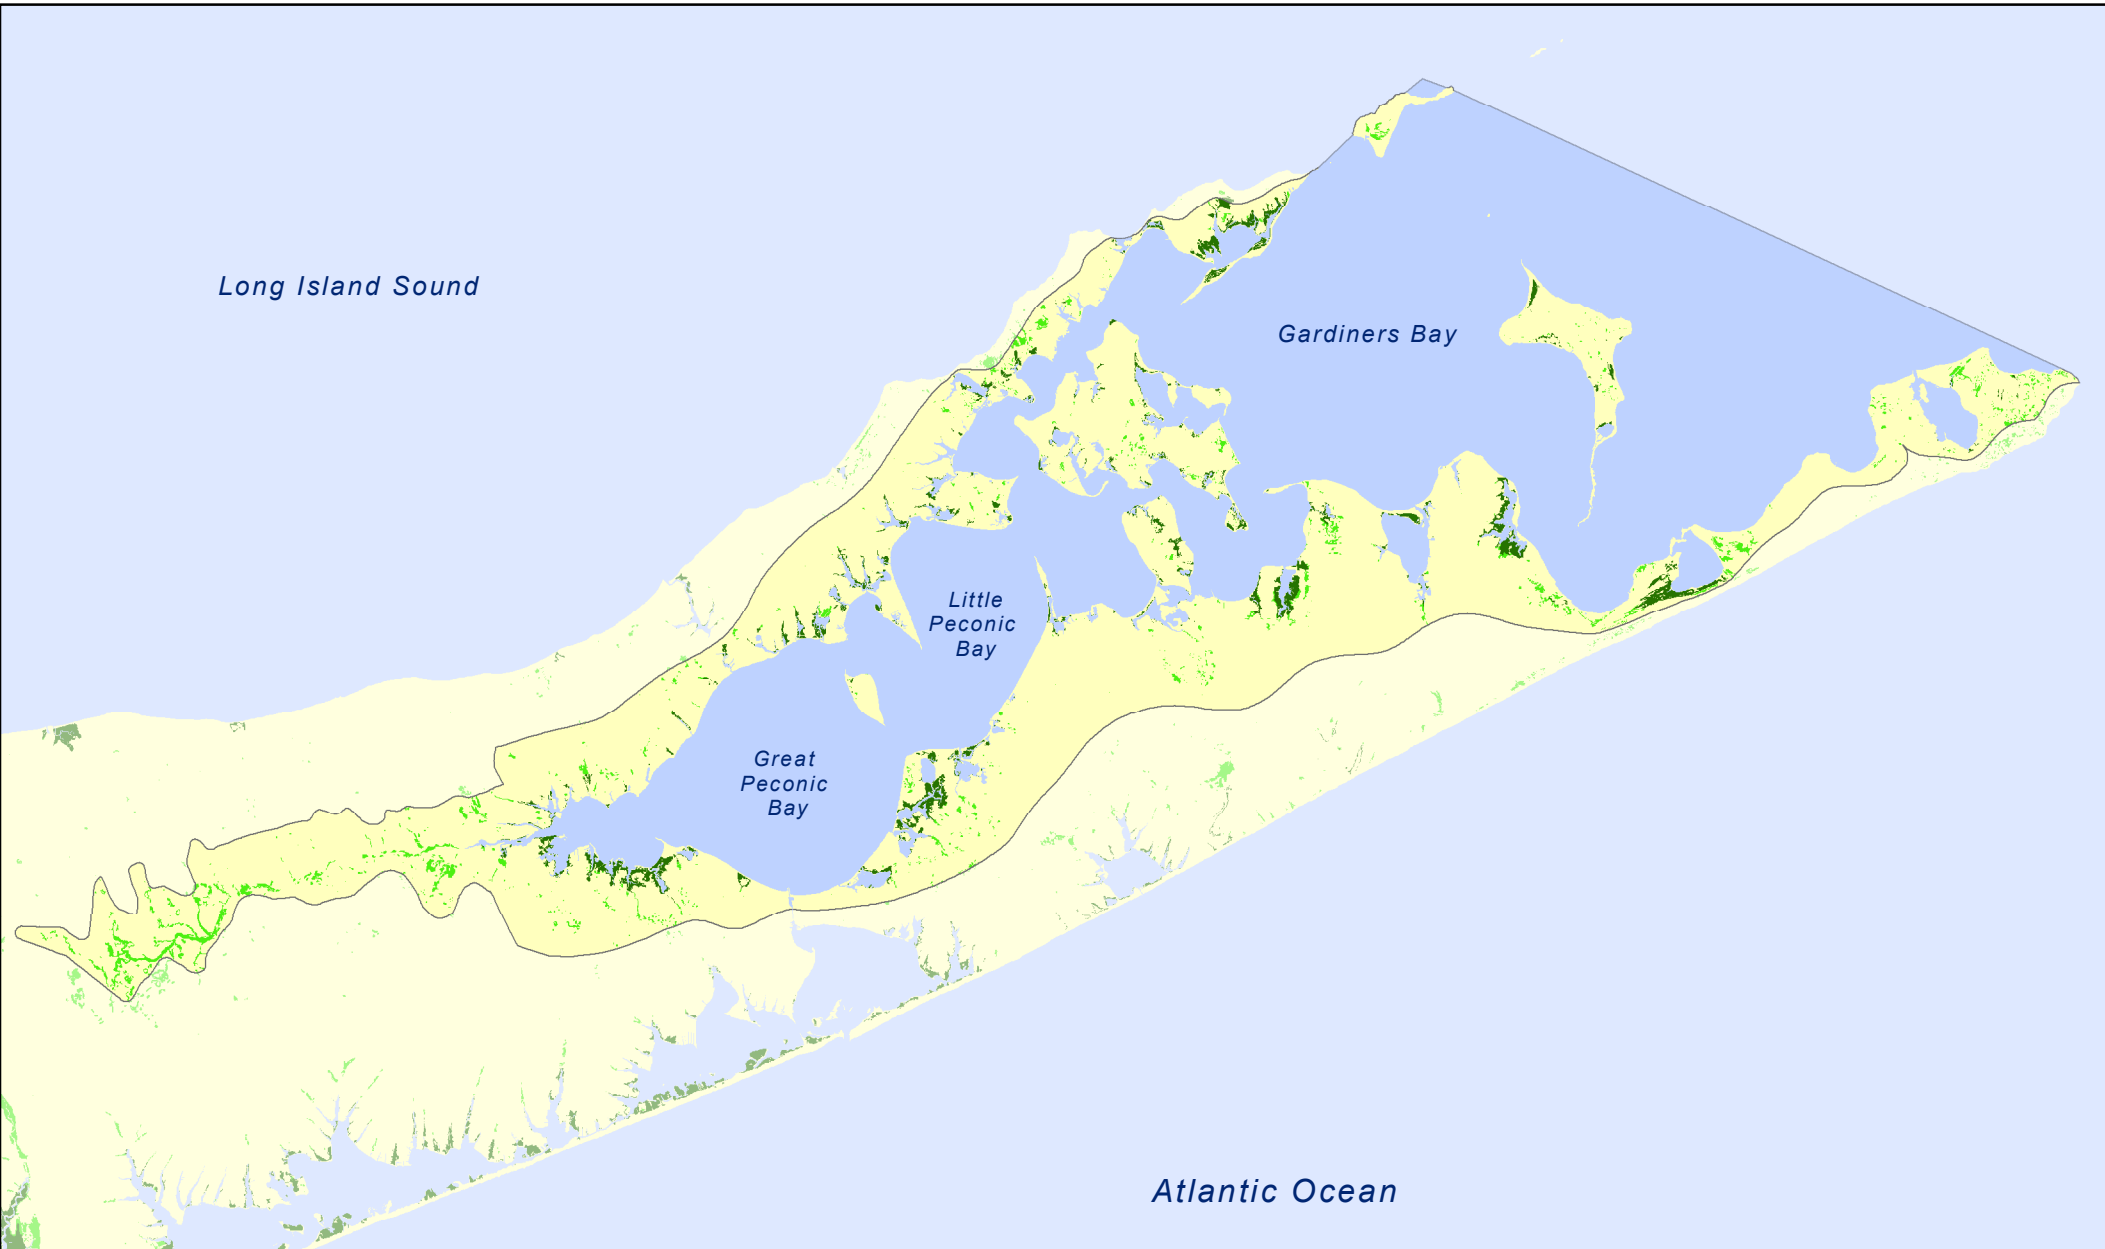 Long Island Sound
Gardiners Bay
Little
Peconic
Bay
Great
Peconic
Bay
Atlantic Ocean